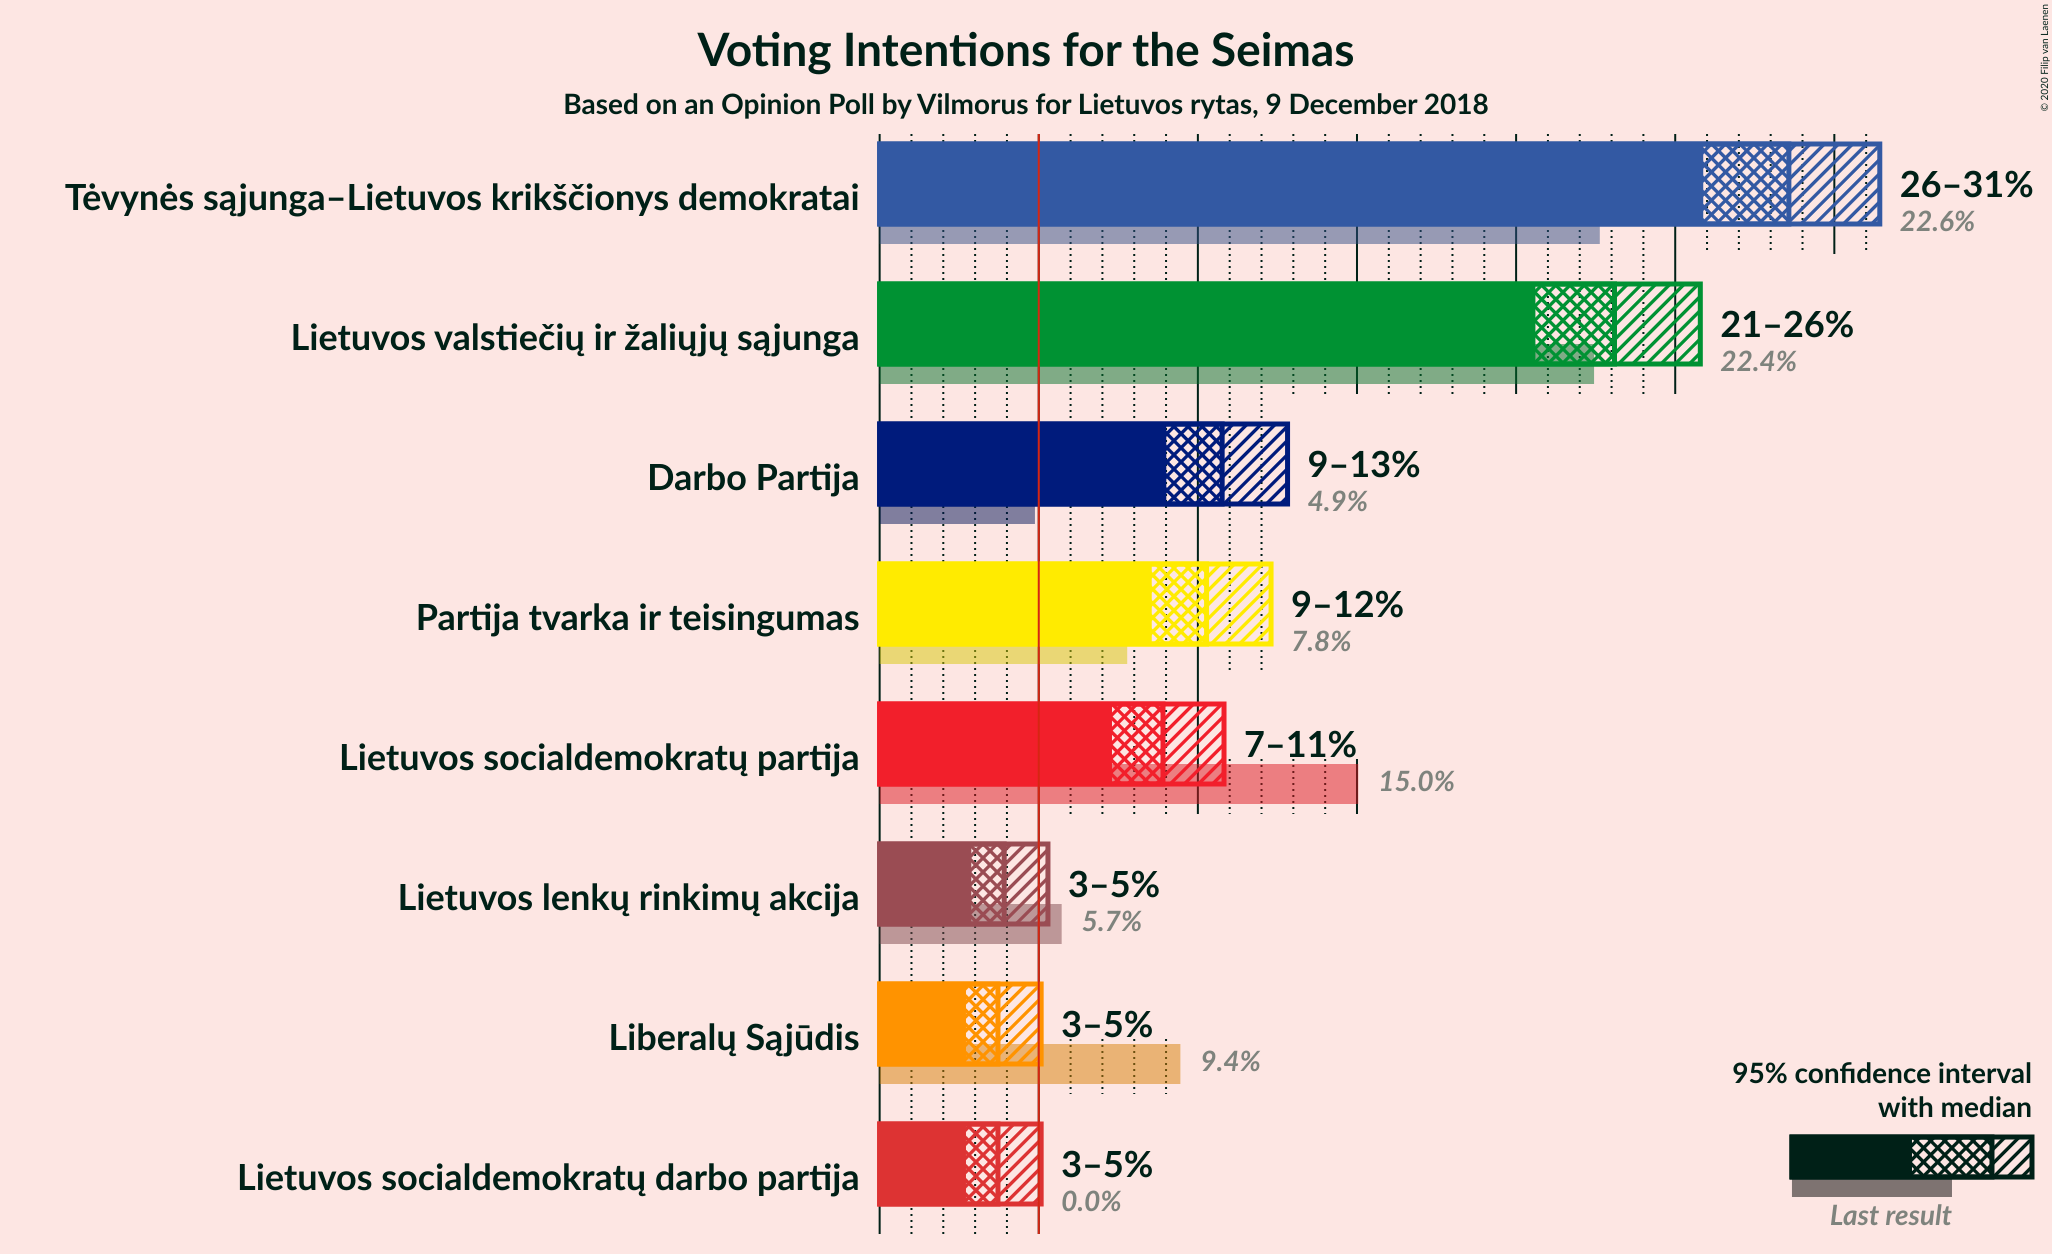 Voting Intentions for the Seimas
Based on an Opinion Poll by Vilmorus for Lietuvos rytas, 9 December 2018
© 2020 Filip van Laenen
Tėvynės sąjunga–Lietuvos krikščionys demokratai
26–31%
22.6%
Lietuvos valstiečių ir žaliųjų sąjunga
21–26%
22.4%
Darbo Partija
9–13%
4.9%
Partija tvarka ir teisingumas
9–12%
7.8%
Lietuvos socialdemokratų partija
7–11%
15.0%
Lietuvos lenkų rinkimų akcija
3–5%
5.7%
Liberalų Sąjūdis
3–5%
9.4%
Lietuvos socialdemokratų darbo partija
3–5%
0.0%
95% confidence interval
with median
Last result